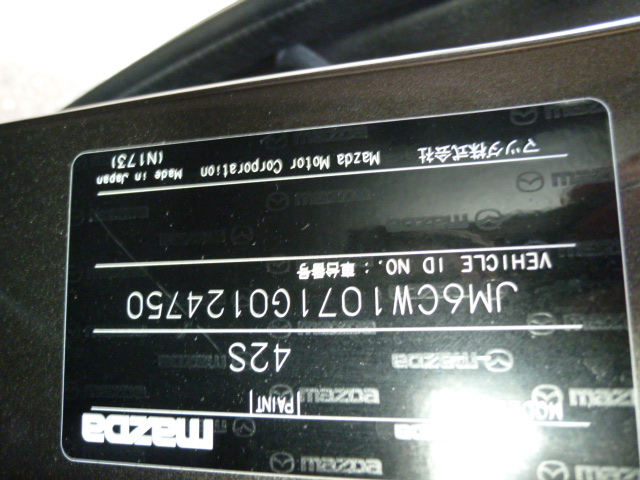 mazda
PAINT
42S
JM6CW1071G0124750
VEHICLE ID NO.:車台番号
マツダ株式会社 Mazda Motor Corporation Made in Japan
(N173)